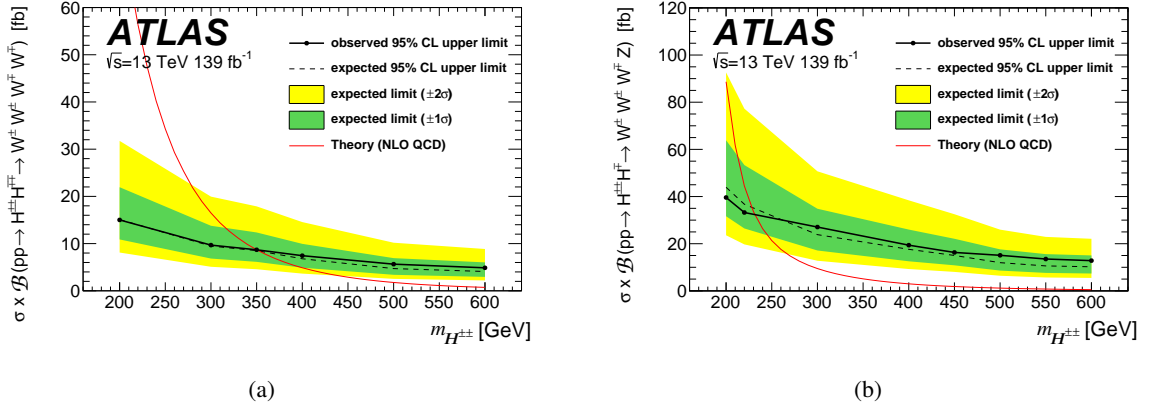 ATLAS
√s=13 TeV 139 fb⁻¹
observed 95% CL upper limit
expected 95% CL upper limit
expected limit (±2σ)
expected limit (±1σ)
Theory (NLO QCD)
σ x ℬ (pp→ H^±± H^∓∓ → W^± W^± W^∓ W^∓) [fb]
60
50
40
30
20
10
0
200 250 300 350 400 450 500 550 600
m_H^±± [GeV]
(a)
ATLAS
√s=13 TeV 139 fb⁻¹
observed 95% CL upper limit
expected 95% CL upper limit
expected limit (±2σ)
expected limit (±1σ)
Theory (NLO QCD)
σ x ℬ (pp→ H^±± H^∓ → W^± W^± W^∓ Z) [fb]
120
100
80
60
40
20
0
200 250 300 350 400 450 500 550 600
m_H^±± [GeV]
(b)